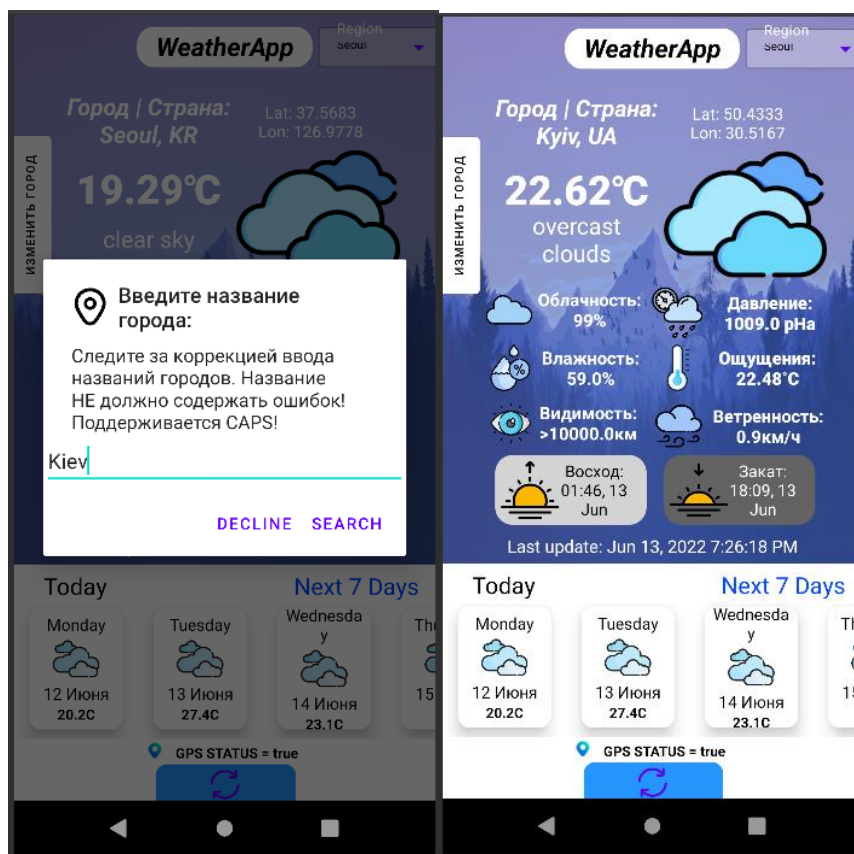 WeatherApp
Region
Seoul
Город | Страна:
Seoul, KR
Lat: 37.5683
Lon: 126.9778
ИЗМЕНИТЬ ГОРОД
19.29°C
clear sky
Введите название
города:
Следите за коррекцией ввода
названий городов. Название
НЕ должно содержать ошибок!
Поддерживается CAPS!
Kiev
DECLINE SEARCH
Today
Next 7 Days
Monday
12 Июня
20.2C
Tuesday
13 Июня
27.4C
Wednesda
y
14 Июня
23.1C
Thu
15
GPS STATUS = true
WeatherApp
Region
Seoul
Город | Страна:
Kyiv, UA
Lat: 50.4333
Lon: 30.5167
ИЗМЕНИТЬ ГОРОД
22.62°C
overcast
clouds
Облачность:
99%
Давление:
1009.0 pHa
Влажность:
59.0%
Ощущения:
22.48°C
Видимость:
>10000.0км
Ветренность:
0.9км/ч
Восход:
01:46, 13
Jun
Закат:
18:09, 13
Jun
Last update: Jun 13, 2022 7:26:18 PM
Today
Next 7 Days
Monday
12 Июня
20.2C
Tuesday
13 Июня
27.4C
Wednesda
y
14 Июня
23.1C
GPS STATUS = true